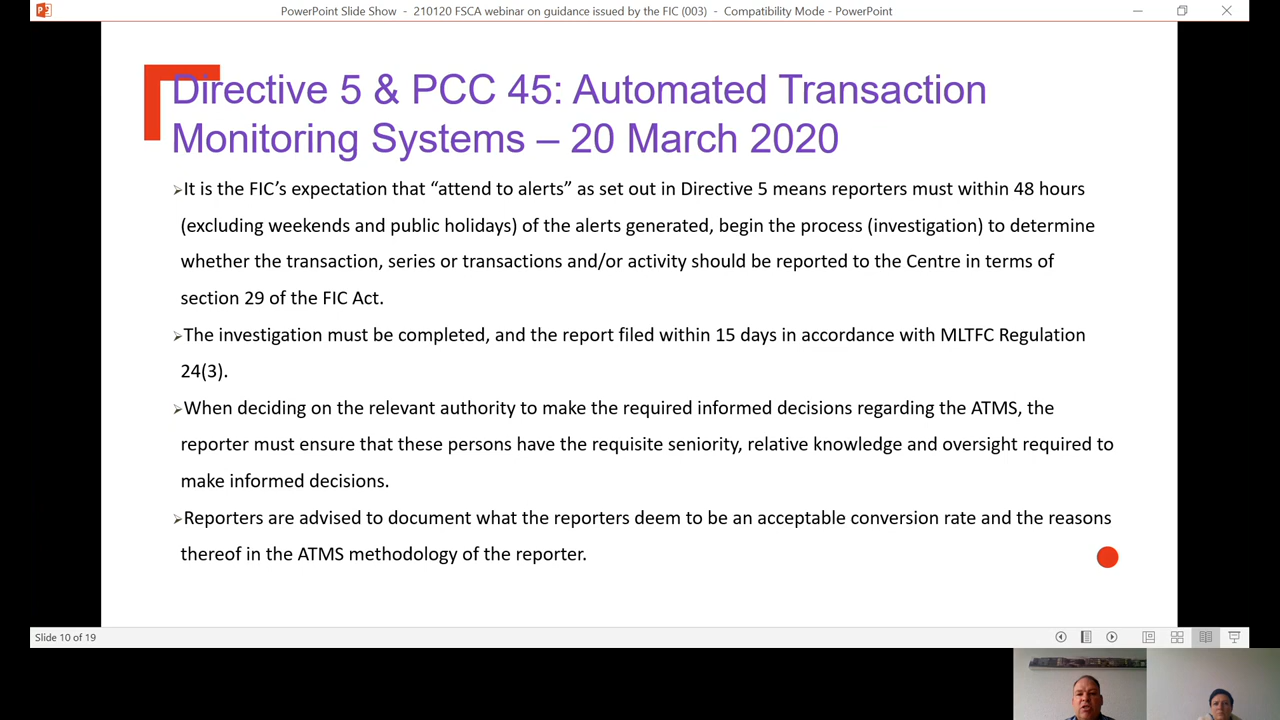 PowerPoint Slide Show - 210120 FSCA webinar on guidance issued by the FIC (003) - Compatibility Mode - PowerPoint
Directive 5 & PCC 45: Automated Transaction
Monitoring Systems – 20 March 2020
➢It is the FIC’s expectation that “attend to alerts” as set out in Directive 5 means reporters must within 48 hours
(excluding weekends and public holidays) of the alerts generated, begin the process (investigation) to determine
whether the transaction, series or transactions and/or activity should be reported to the Centre in terms of
section 29 of the FIC Act.
➢The investigation must be completed, and the report filed within 15 days in accordance with MLTFC Regulation
24(3).
➢When deciding on the relevant authority to make the required informed decisions regarding the ATMS, the
reporter must ensure that these persons have the requisite seniority, relative knowledge and oversight required to
make informed decisions.
➢Reporters are advised to document what the reporters deem to be an acceptable conversion rate and the reasons
thereof in the ATMS methodology of the reporter.
Slide 10 of 19